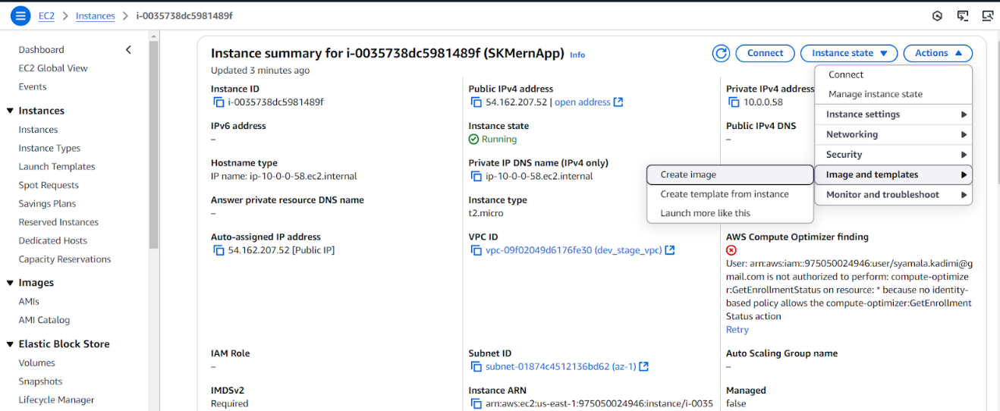 EC2 > Instances > i-0035738dc5981489f
Dashboard
EC2 Global View
Events
Instances
Instances
Instance Types
Launch Templates
Spot Requests
Savings Plans
Reserved Instances
Dedicated Hosts
Capacity Reservations
Images
AMIs
AMI Catalog
Elastic Block Store
Volumes
Snapshots
Lifecycle Manager
Instance summary for i-0035738dc5981489f (SKMernApp) Info
Updated 3 minutes ago
Connect
Instance state
Actions
Connect
Manage instance state
Instance settings
Networking
Security
Image and templates
Monitor and troubleshoot
Create image
Create template from instance
Launch more like this
Instance ID
i-0035738dc5981489f
Public IPv4 address
54.162.207.52 | open address
Private IPv4 address
10.0.0.58
IPv6 address
–
Instance state
Running
Public IPv4 DNS
–
Hostname type
IP name: ip-10-0-0-58.ec2.internal
Private IP DNS name (IPv4 only)
ip-10-0-0-58.ec2.internal
Answer private resource DNS name
–
Instance type
t2.micro
Auto-assigned IP address
54.162.207.52 [Public IP]
VPC ID
vpc-09f02049d6176fe30 (dev_stage_vpc)
AWS Compute Optimizer finding
User: arn:aws:iam::975050024946:user/syamala.kadimi@g
mail.com is not authorized to perform: compute-optimize
r:GetEnrollmentStatus on resource: * because no identity-
based policy allows the compute-optimizer:GetEnrollment
Status action
Retry
IAM Role
–
Subnet ID
subnet-01874c4512136bd62 (az-1)
Auto Scaling Group name
–
IMDSv2
Required
Instance ARN
arn:aws:ec2:us-east-1:975050024946:instance/i-0035
Managed
false